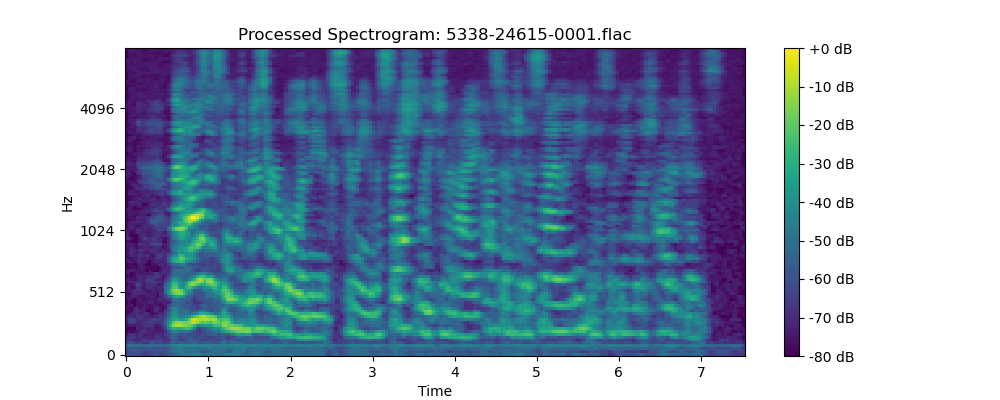 Processed Spectrogram: 5338-24615-0001.flac
Hz
4096
2048
1024
512
0
0 1 2 3 4 5 6 7
Time
+0 dB
-10 dB
-20 dB
-30 dB
-40 dB
-50 dB
-60 dB
-70 dB
-80 dB